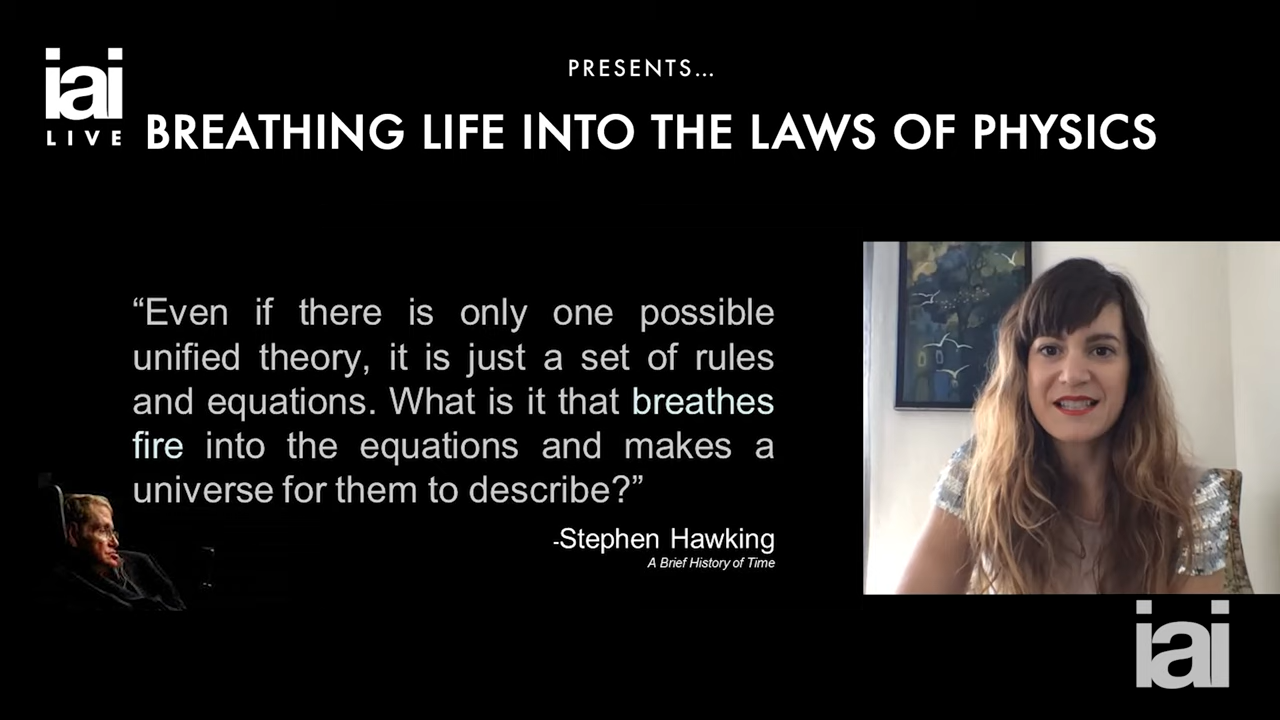 iai
LIVE
PRESENTS...
BREATHING LIFE INTO THE LAWS OF PHYSICS
“Even if there is only one possible
unified theory, it is just a set of rules
and equations. What is it that breathes
fire into the equations and makes a
universe for them to describe?”
-Stephen Hawking
A Brief History of Time
iai